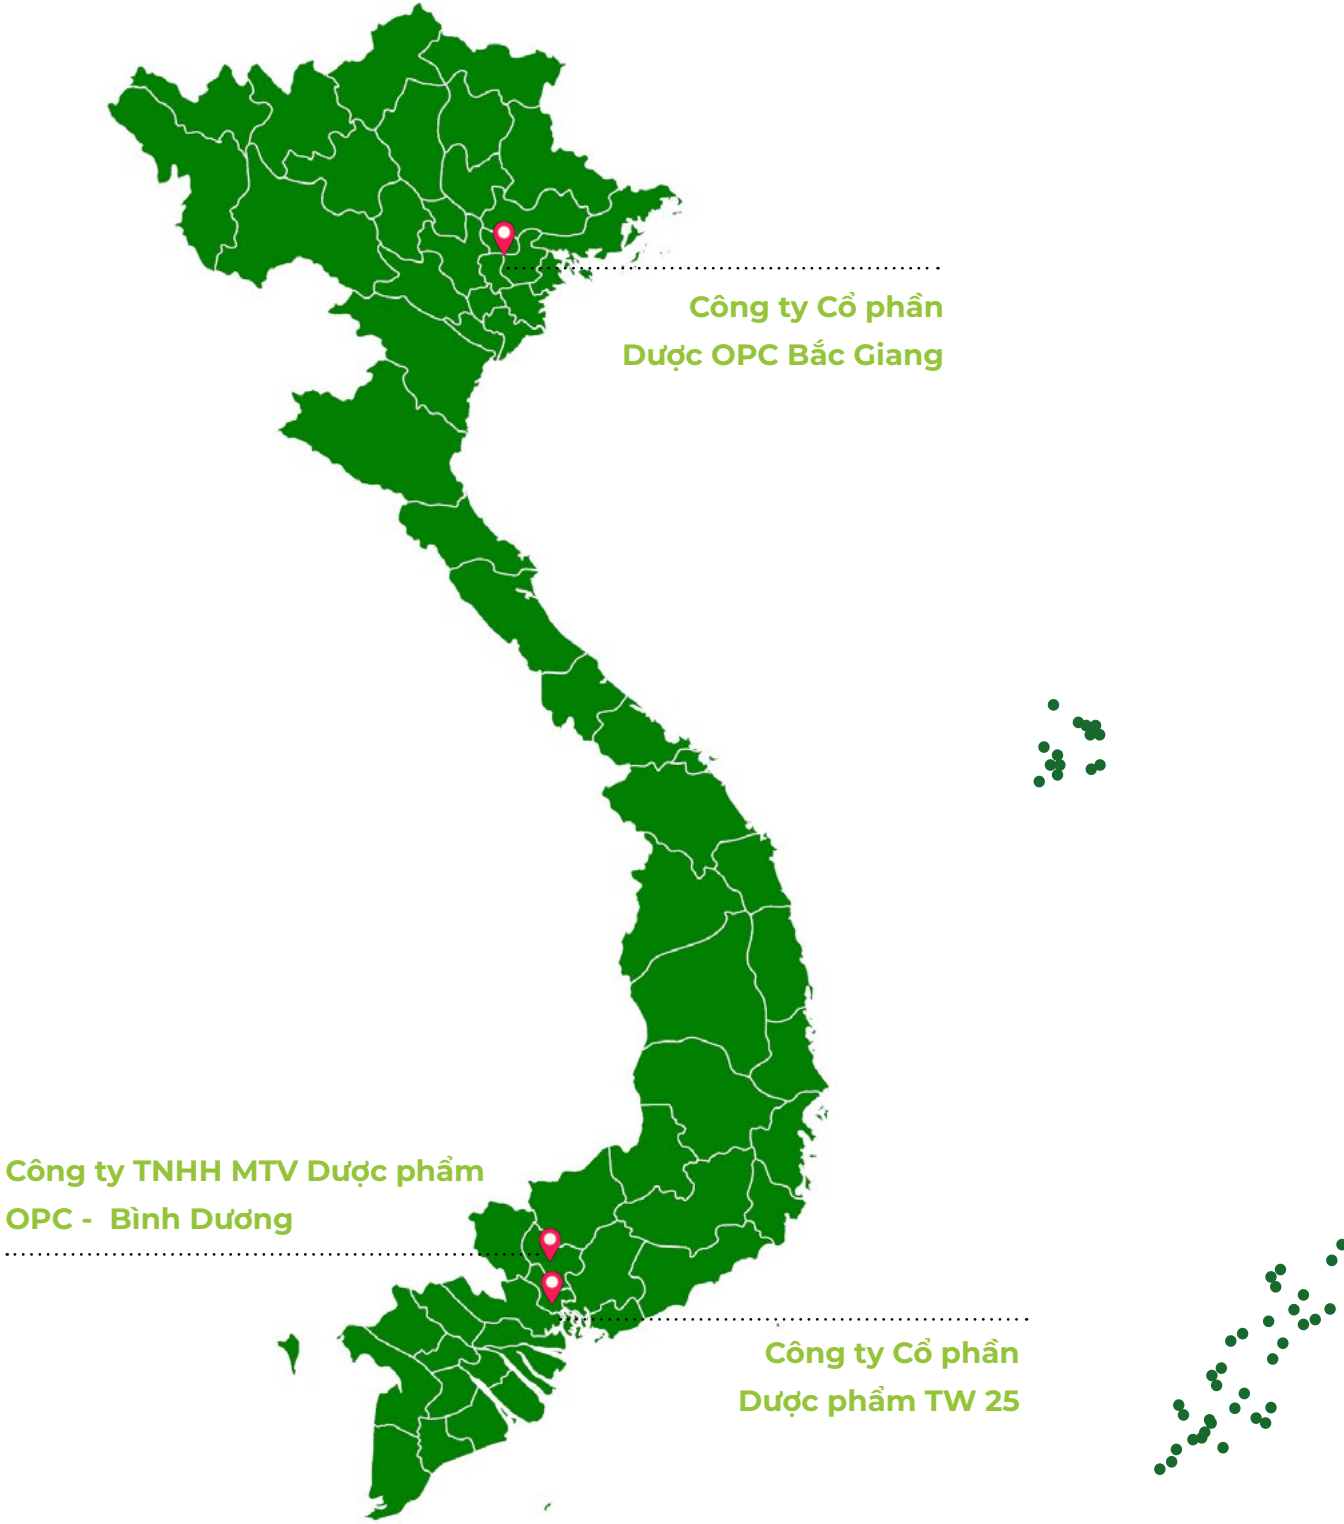 Công ty Cổ phần
Dược OPC Bắc Giang
Công ty TNHH MTV Dược phẩm
OPC - Bình Dương
Công ty Cổ phần
Dược phẩm TW 25